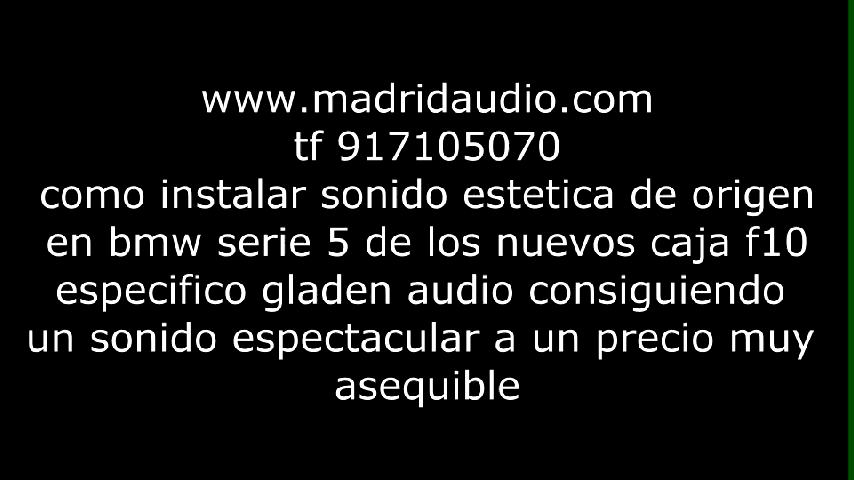 www.madridaudio.com
tf 917105070
como instalar sonido estetica de origen
en bmw serie 5 de los nuevos caja f10
especifico gladen audio consiguiendo
un sonido espectacular a un precio muy
asequible